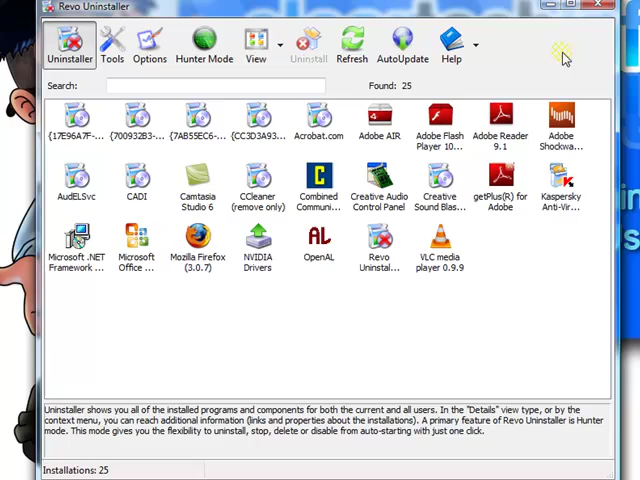 Revo Uninstaller
Uninstaller Tools Options Hunter Mode View Uninstall Refresh AutoUpdate Help
Search: Found: 25
{17E96A7F-... {700932B3-... {7AB55EC6-... {CC3D3A93... Acrobat.com Adobe AIR Adobe Flash Adobe Reader Adobe
Player 10... 9.1 Shockwa...
AudELSvc CADI Camtasia CCleaner Combined Creative Audio Creative getPlus(R) for Kaspersky
Studio 6 (remove only) Communi... Control Panel Sound Blas... Adobe Anti-Vir...
Microsoft .NET Microsoft Mozilla Firefox NVIDIA OpenAL Revo VLC media
Framework ... Office ... (3.0.7) Drivers Uninstal... player 0.9.9
Uninstaller shows you all of the installed programs and components for both the current and all users. In the "Details" view type, or by the
context menu, you can reach additional information (links and properties about the installations). A primary feature of Revo Uninstaller is Hunter
mode. This mode gives you the flexibility to uninstall, stop, delete or disable from auto-starting with just one click.
Installations: 25